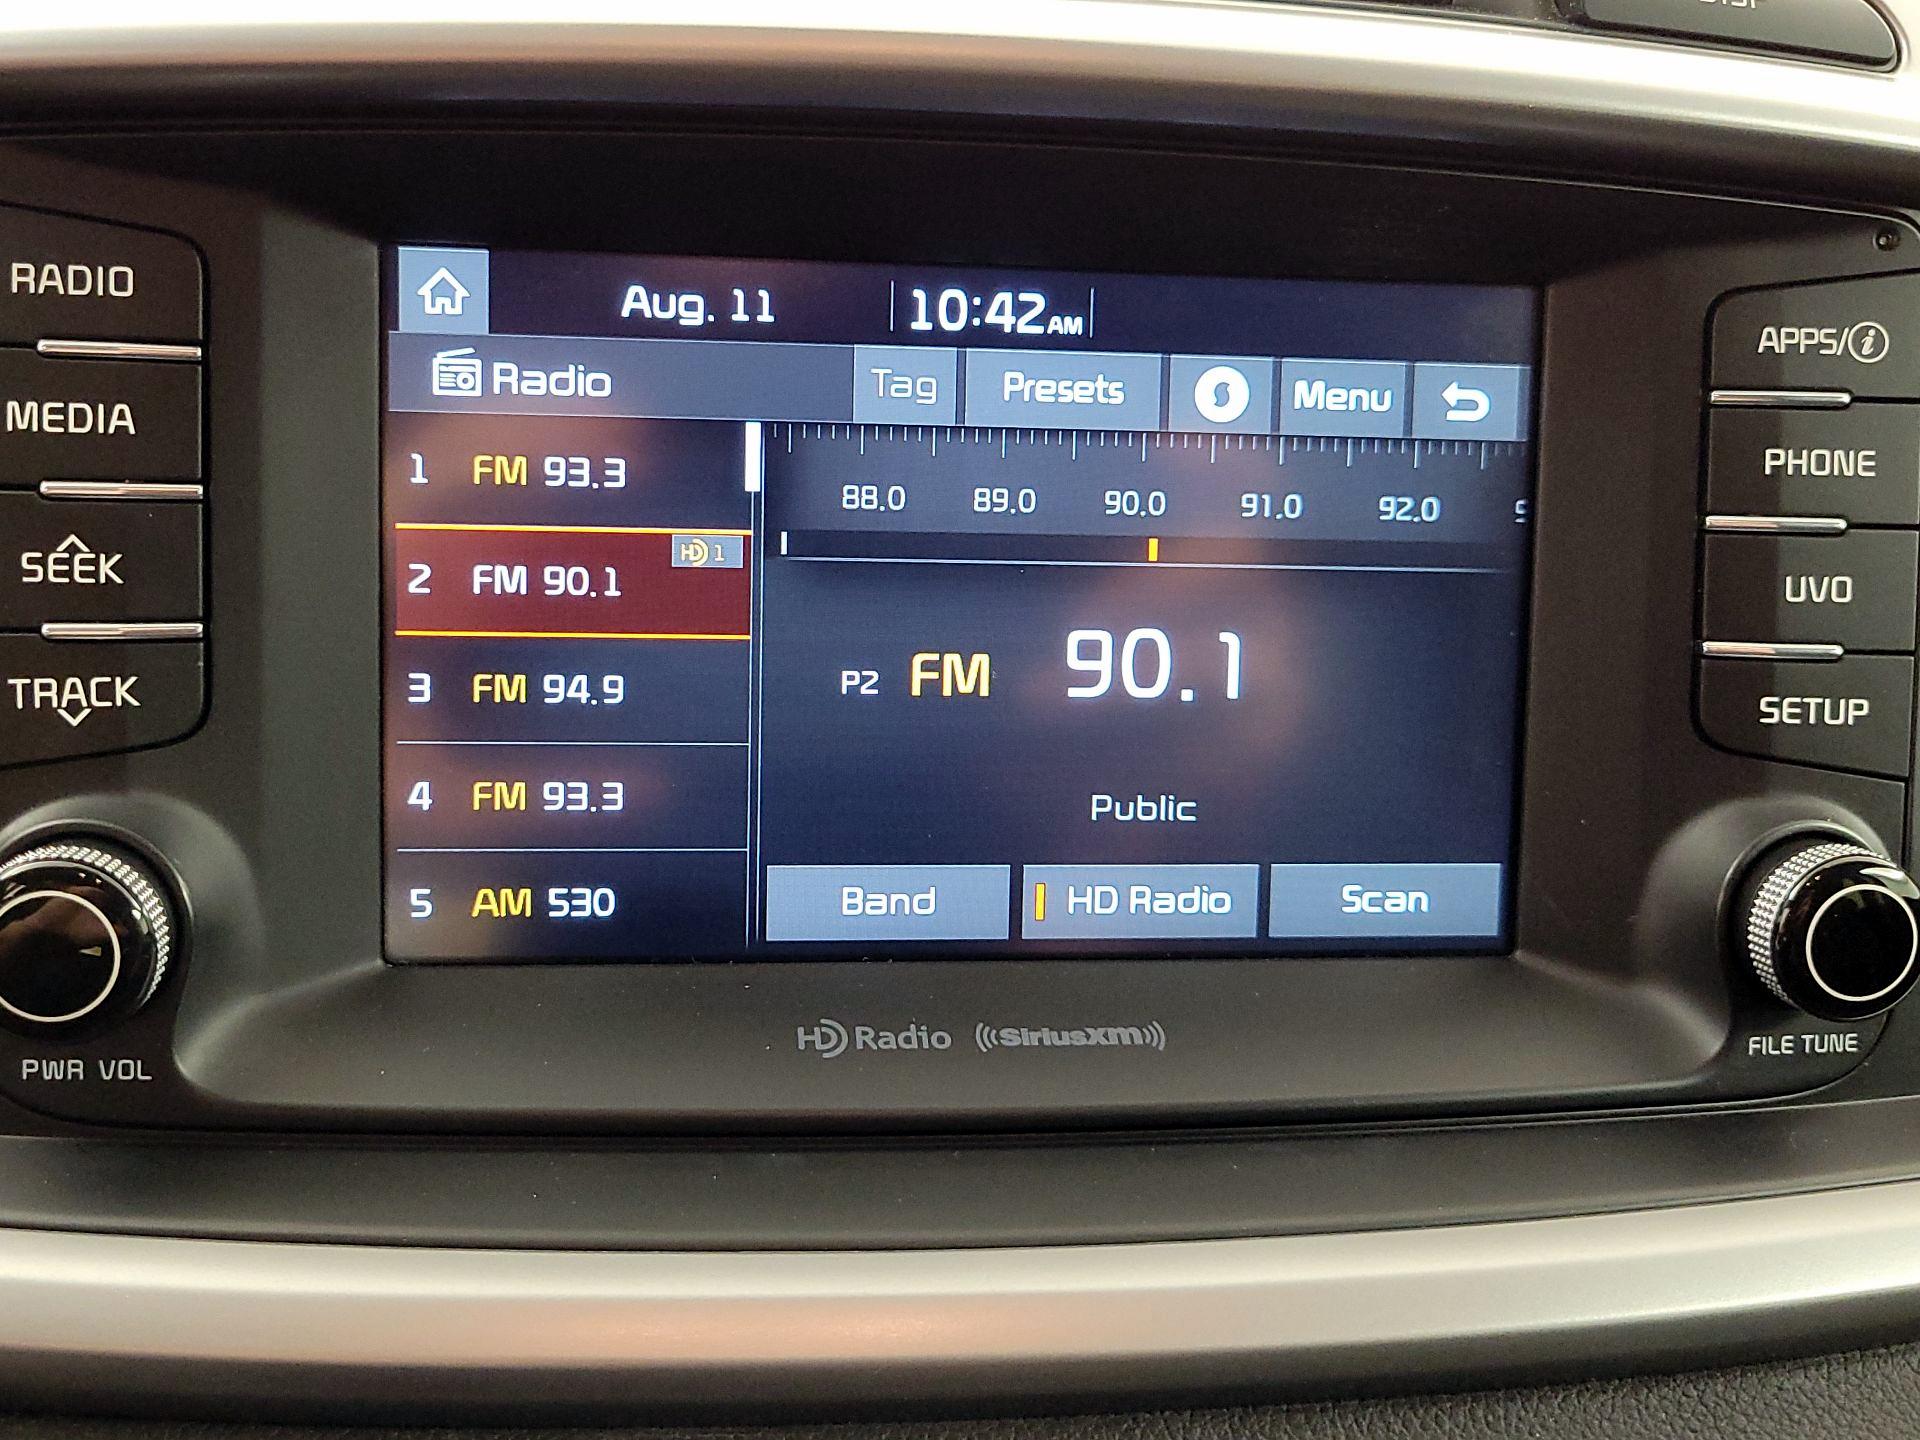 RADIO
MEDIA
SEEK
TRACK
PWR VOL
Aug. 11 10:42 AM
Radio Tag Presets Menu
1 FM 93.3
2 FM 90.1 HD 1
3 FM 94.9
4 FM 93.3
5 AM 530
88.0 89.0 90.0 91.0 92.0
P2 FM 90.1
Public
Band HD Radio Scan
HD Radio ((SiriusXM))
APPS/i
PHONE
UVO
SETUP
FILE TUNE